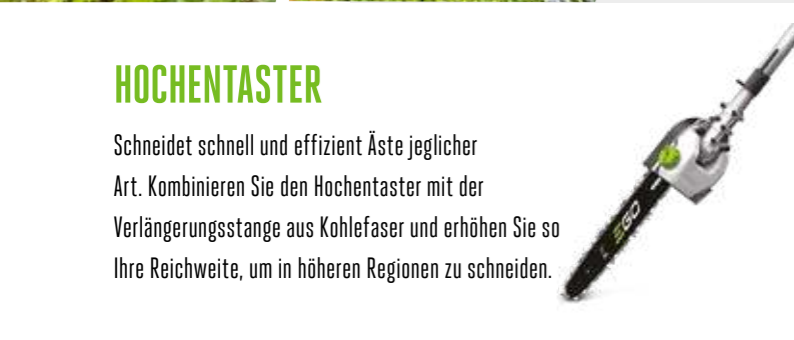 HOCHENTASTER
Schneidet schnell und effizient Äste jeglicher
Art. Kombinieren Sie den Hochentaster mit der
Verlängerungsstange aus Kohlefaser und erhöhen Sie so
Ihre Reichweite, um in höheren Regionen zu schneiden.
EGO